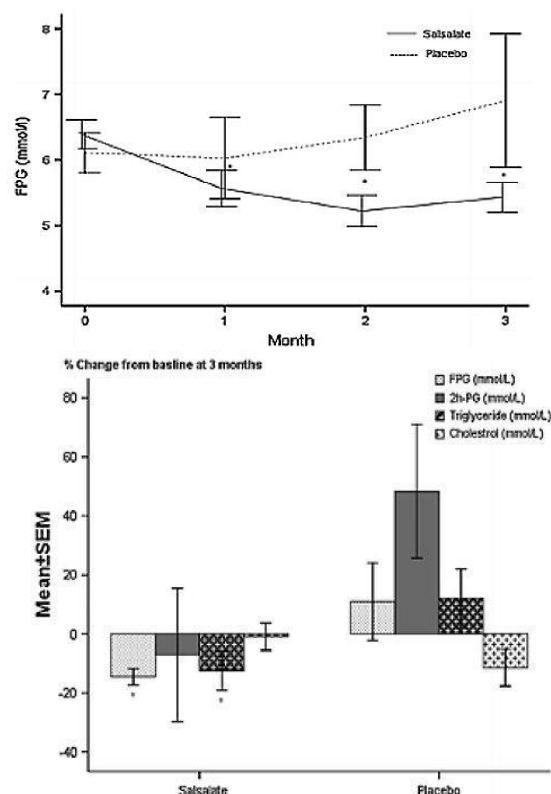 8
Salsalate
Placebo
7
FPG (mmol/l)
6
5
4
0 1 2 3
Month
% Change from basline at 3 months
FPG (mmol/L)
2h-PG (mmol/L)
Triglyceride (mmol/L)
Cholestrol (mmol/L)
80
60
40
Mean±SEM
20
0
-20
-40
Salsalate Placebo